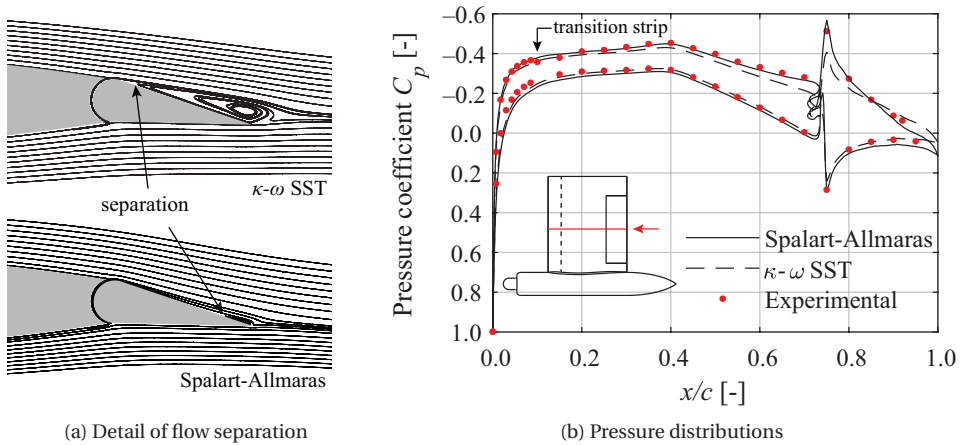 κ-ω SST
separation
Spalart-Allmaras
(a) Detail of flow separation
Pressure coefficient C_p [-]
−0.6
−0.4
−0.2
0.0
0.2
0.4
0.6
0.8
1.0
transition strip
Spalart-Allmaras
κ- ω SST
Experimental
0.0 0.2 0.4 0.6 0.8 1.0
x/c [-]
(b) Pressure distributions